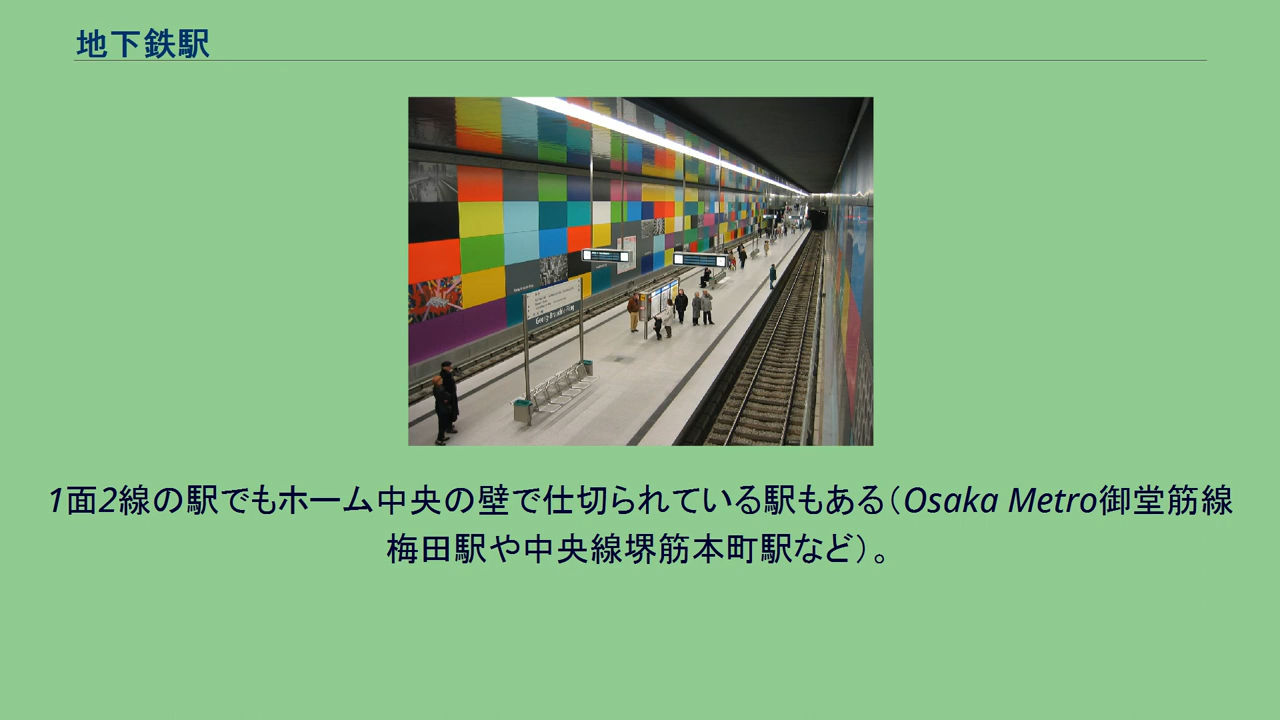 地下鉄駅
1面2線の駅でもホーム中央の壁で仕切られている駅もある（Osaka Metro御堂筋線
梅田駅や中央線堺筋本町駅など）。